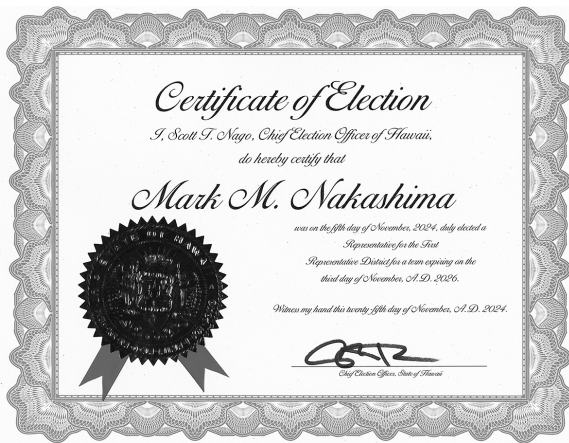 Certificate of Election
I, Scott T. Nago, Chief Election Officer of Hawaii,
do hereby certify that
Mark M. Nakashima
was on the fifth day of November, 2024, duly elected a
Representative for the First
Representative District for a term expiring on the
third day of November, A.D. 2026.
Witness my hand this twenty-fifth day of November, A.D. 2024.
Chief Election Officer, State of Hawaii